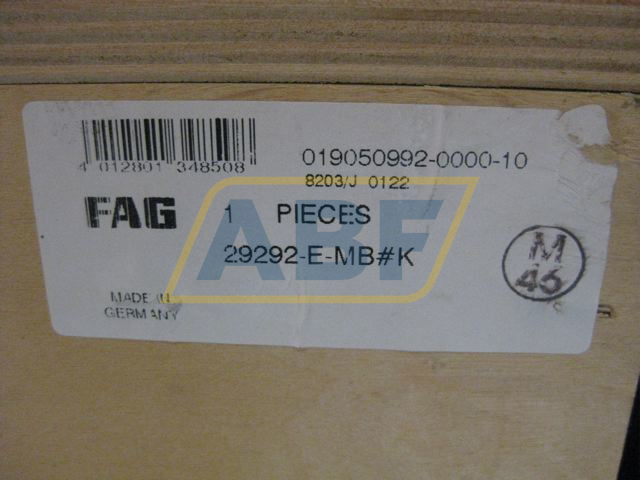 4 012801 348508
019050992-0000-10
8203/J 0122
FAG
1 PIECES
29292-E-MB#K
MADE IN
GERMANY
M
46
ABF